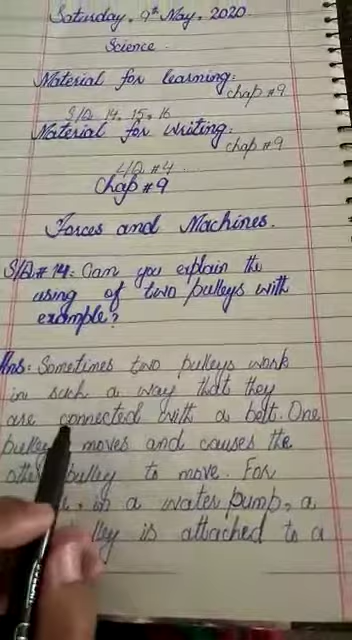 Saturday, 9th May, 2020
Science
Material for learning:
chap #9
S/Q 14, 15, 16
Material for writing:
chap #9
L/Q #4
Chap #9
Forces and Machines.
S/Q# 14: Can you explain the
using of two pulleys with
example?
Ans: Sometimes two pulleys work
in such a way that they
are connected with a belt. One
pulley moves and causes the
pulley to move. For
in a water pump, a
is attached to a